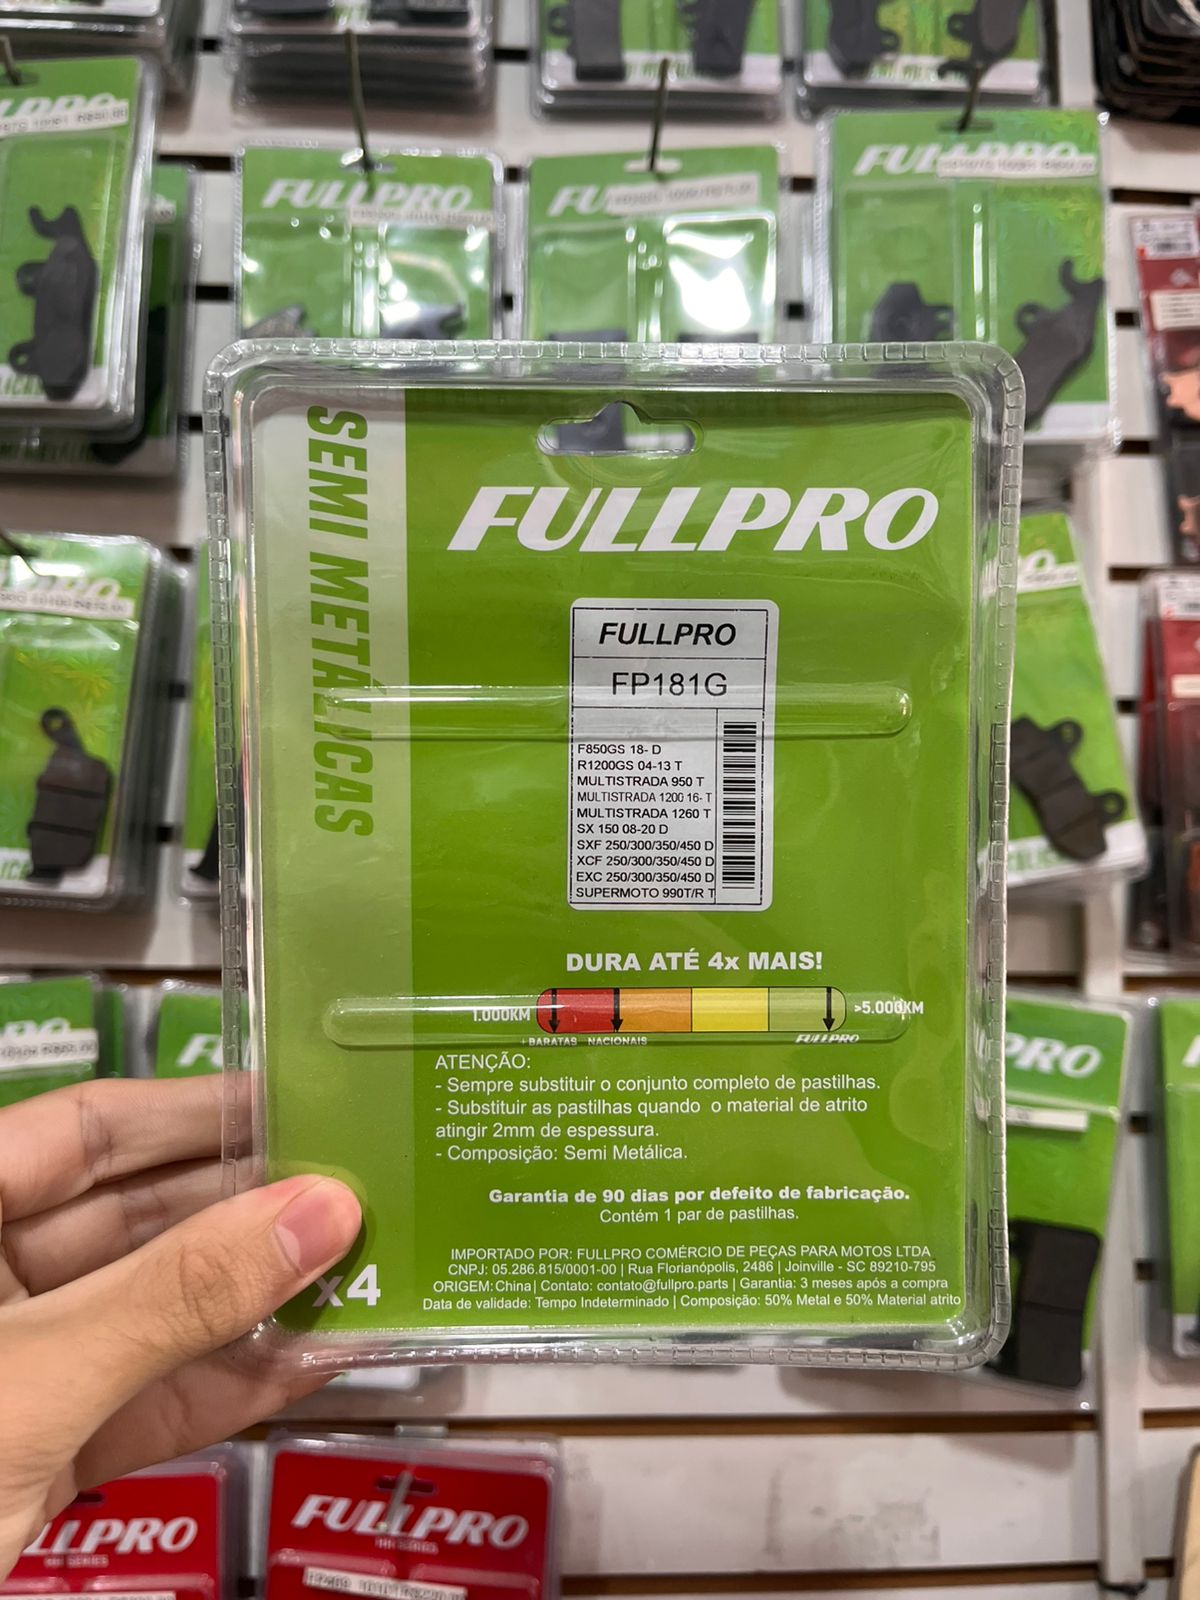 FULLPRO
FULLPRO
FULLPRO
SEMI METÁLICAS
FULLPRO
FULLPRO
FP181G
F850GS 18- D
R1200GS 04-13 T
MULTISTRADA 950 T
MULTISTRADA 1200 16- T
MULTISTRADA 1260 T
SX 150 08-20 D
SXF 250/300/350/450 D
XCF 250/300/350/450 D
EXC 250/300/350/450 D
SUPERMOTO 990T/R T
DURA ATÉ 4x MAIS!
1.000KM
>5.000KM
+ BARATAS NACIONAIS FULLPRO
ATENÇÃO:
- Sempre substituir o conjunto completo de pastilhas.
- Substituir as pastilhas quando o material de atrito
atingir 2mm de espessura.
- Composição: Semi Metálica.
Garantia de 90 dias por defeito de fabricação.
Contém 1 par de pastilhas.
IMPORTADO POR: FULLPRO COMÉRCIO DE PEÇAS PARA MOTOS LTDA
CNPJ: 05.286.815/0001-00 | Rua Florianópolis, 2486 | Joinville - SC 89210-795
ORIGEM: China | Contato: contato@fullpro.parts | Garantia: 3 meses após a compra
Data de validade: Tempo Indeterminado | Composição: 50% Metal e 50% Material atrito
x4
FULLPRO